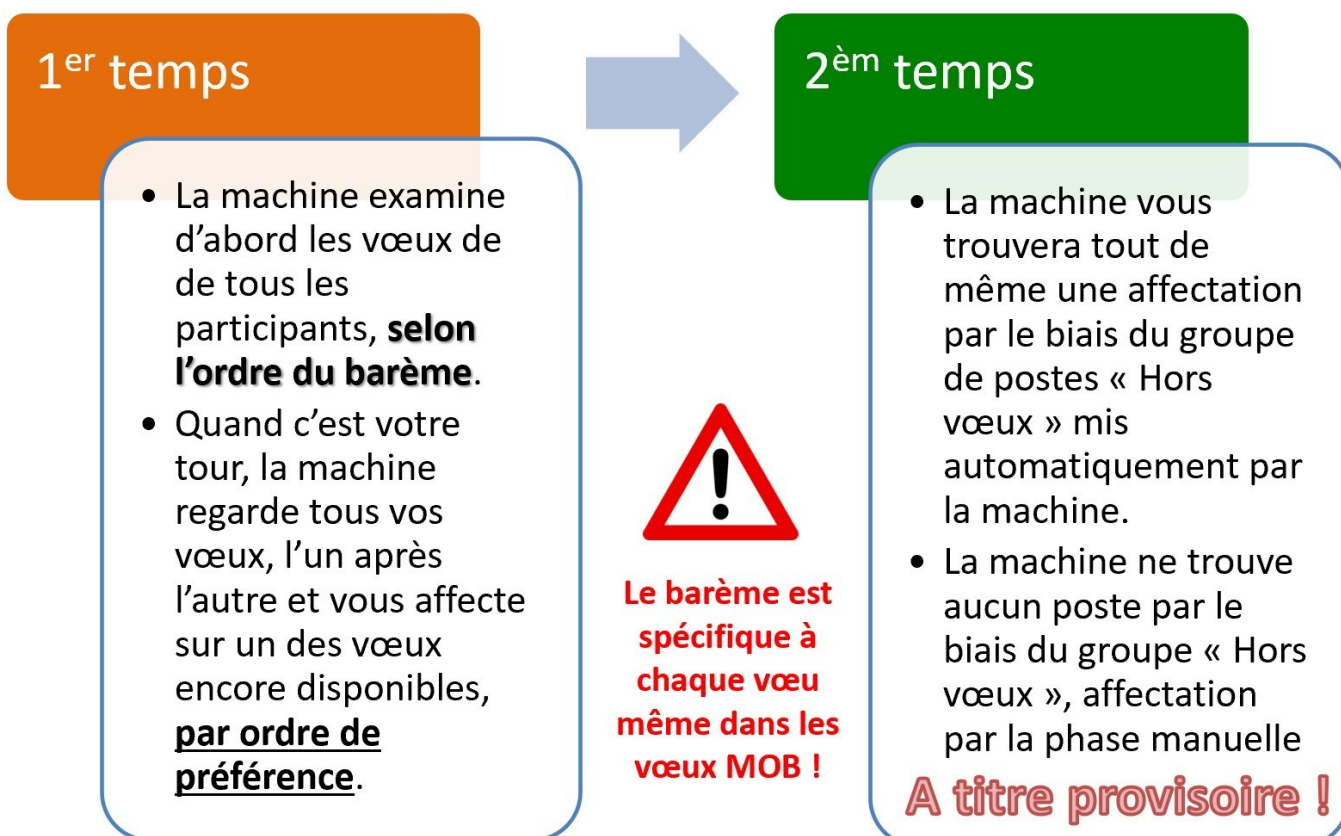 1er temps
• La machine examine
d’abord les vœux de
de tous les
participants, selon
l’ordre du barème.
• Quand c’est votre
tour, la machine
regarde tous vos
vœux, l’un après
l’autre et vous affecte
sur un des vœux
encore disponibles,
par ordre de
préférence.
Le barème est
spécifique à
chaque vœu
même dans les
vœux MOB !
2èm temps
• La machine vous
trouvera tout de
même une affectation
par le biais du groupe
de postes « Hors
vœux » mis
automatiquement par
la machine.
• La machine ne trouve
aucun poste par le
biais du groupe « Hors
vœux », affectation
par la phase manuelle
A titre provisoire !